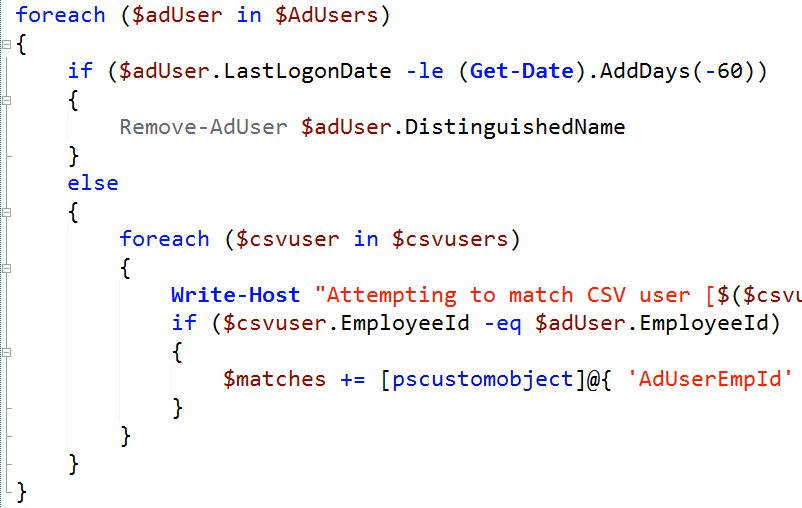 foreach ($adUser in $AdUsers)
{
if ($adUser.LastLogonDate -le (Get-Date).AddDays(-60))
{
Remove-AdUser $adUser.DistinguishedName
}
else
{
foreach ($csvuser in $csvusers)
{
Write-Host "Attempting to match CSV user [$($csvu
if ($csvuser.EmployeeId -eq $adUser.EmployeeId)
{
$matches += [pscustomobject]@{ 'AdUserEmpId'
}
}
}
}